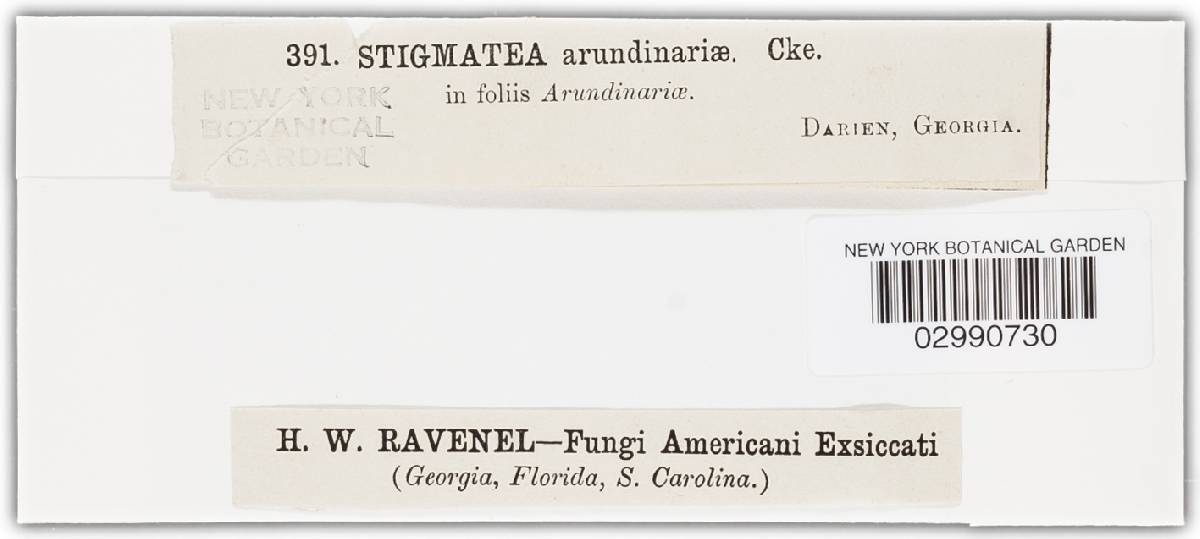 391. STIGMATEA arundinariæ. Cke.
in foliis Arundinariæ.
DARIEN, GEORGIA.
NEW YORK
BOTANICAL
GARDEN
NEW YORK BOTANICAL GARDEN
02990730
H. W. RAVENEL—Fungi Americani Exsiccati
(Georgia, Florida, S. Carolina.)